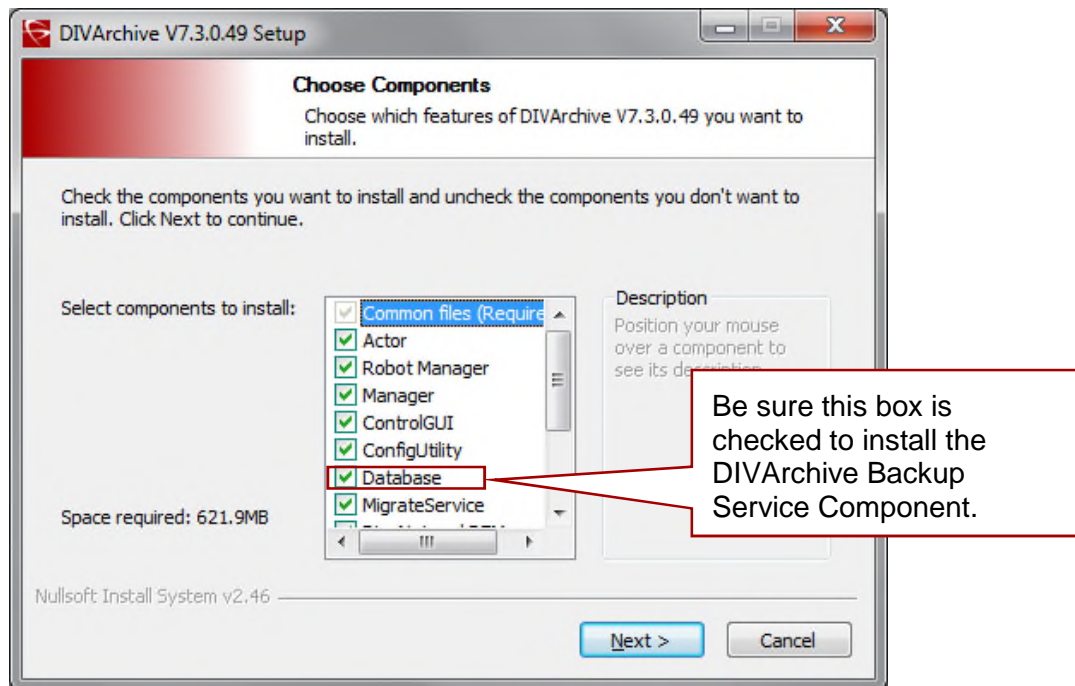 DIVArchive V7.3.0.49 Setup
Choose Components
Choose which features of DIVArchive V7.3.0.49 you want to
install.
Check the components you want to install and uncheck the components you don't want to
install. Click Next to continue.
Select components to install:
Common files (Require
Actor
Robot Manager
Manager
ControlGUI
ConfigUtility
Database
MigrateService
Description
Position your mouse
over a component to
see its description
Be sure this box is
checked to install the
DIVArchive Backup
Service Component.
Space required: 621.9MB
Nullsoft Install System v2.46
Next >
Cancel